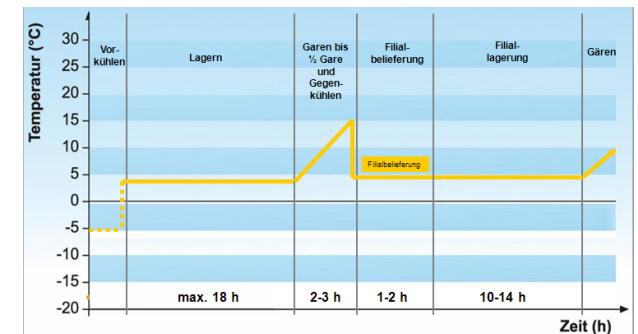 Temperatur (°C)
30
25
20
15
10
5
0
-5
-10
-15
-20
Vor-
kühlen
Lagern
Garen bis
½ Gare
und
Gegen-
kühlen
Filial-
belieferung
Filial-
lagerung
Gären
Filialbelieferung
max. 18 h
2-3 h
1-2 h
10-14 h
Zeit (h)